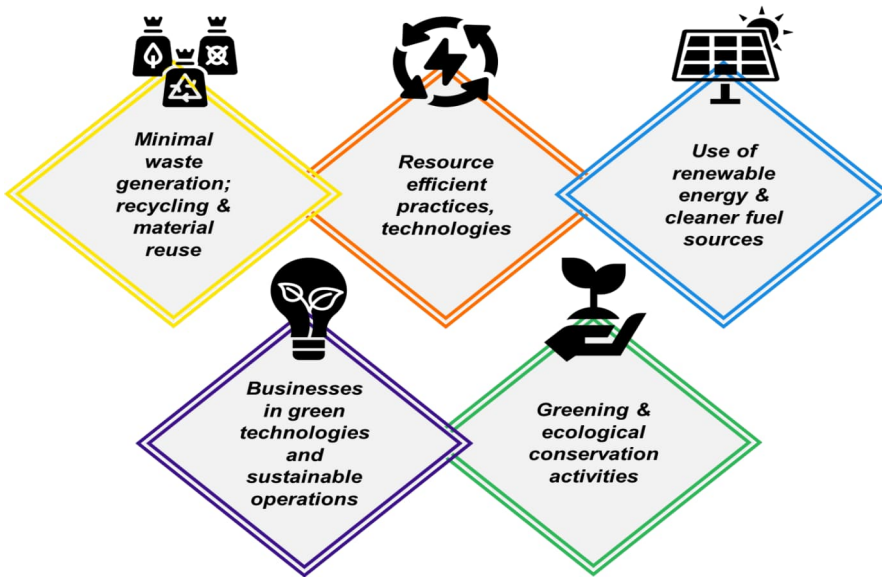 Minimal
waste
generation;
recycling &
material
reuse
Resource
efficient
practices,
technologies
Use of
renewable
energy &
cleaner fuel
sources
Businesses
in green
technologies
and
sustainable
operations
Greening &
ecological
conservation
activities